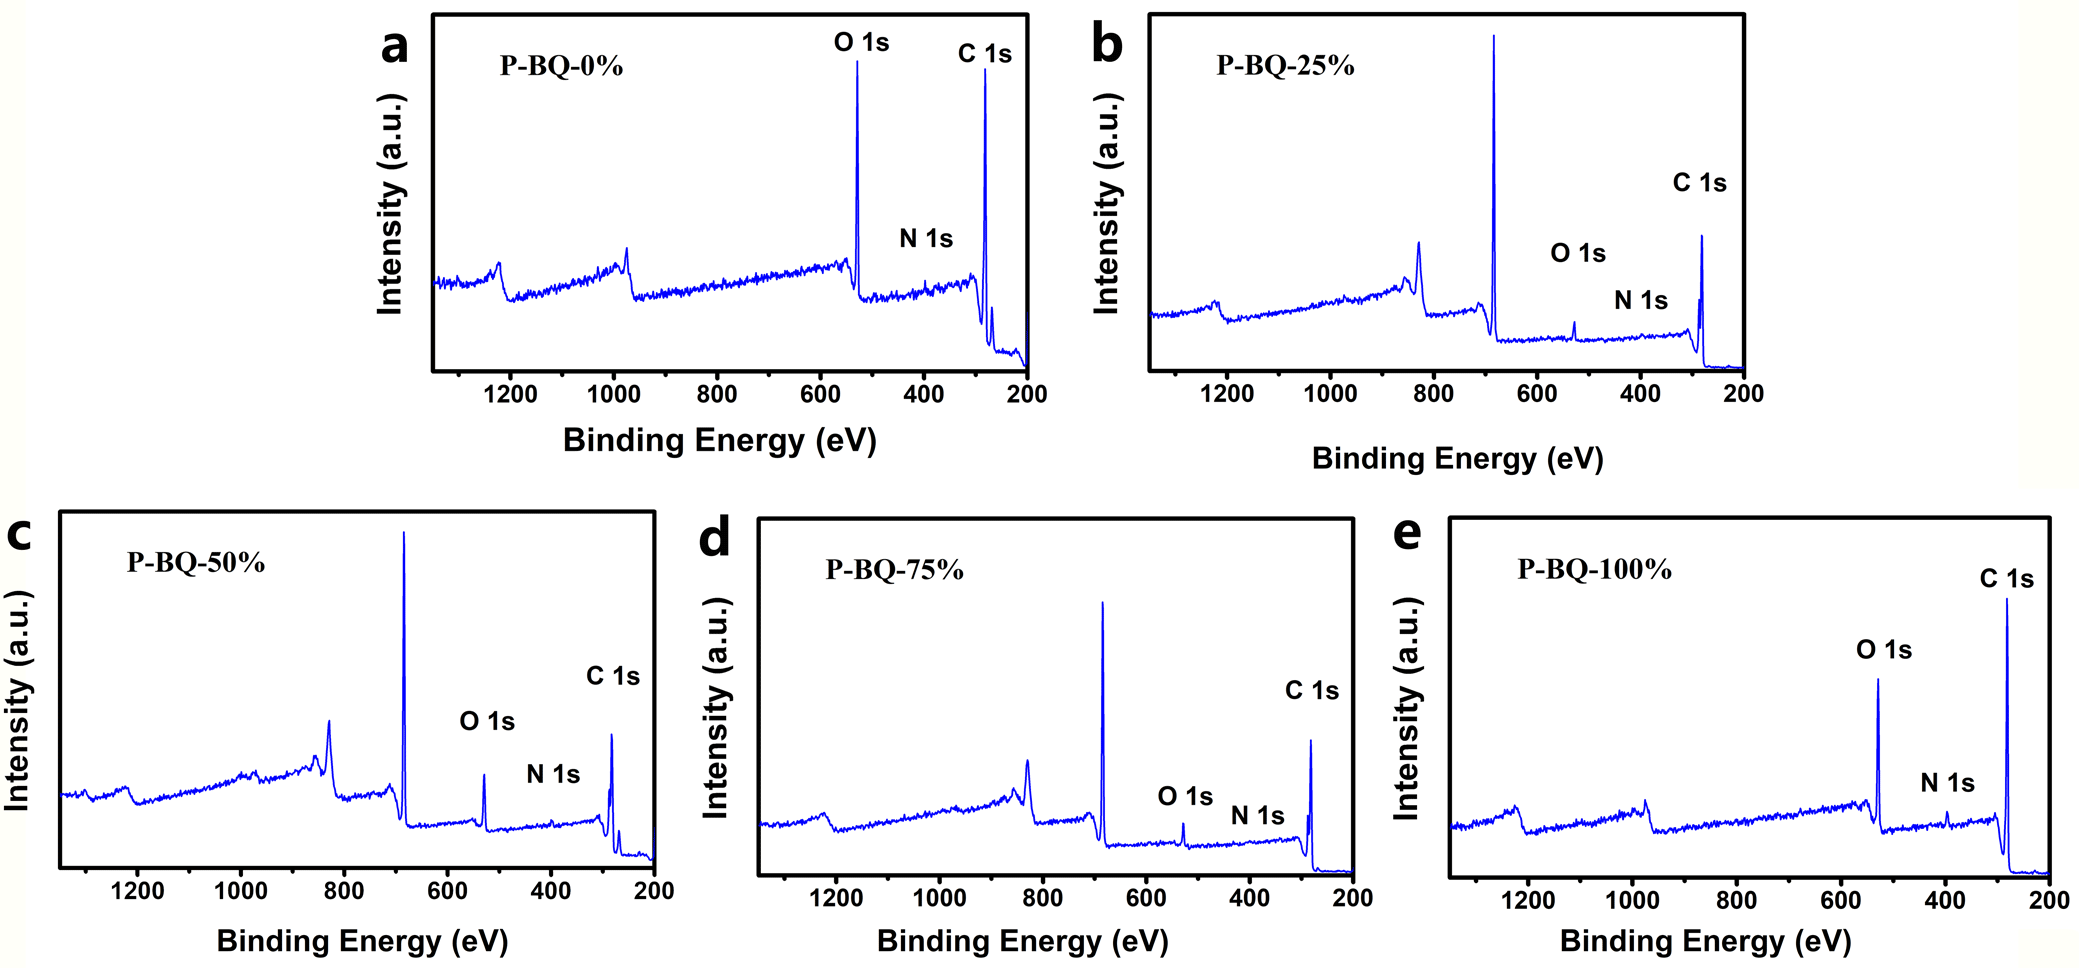 a
P-BQ-0%
O 1s
C 1s
N 1s
Intensity (a.u.)
1200 1000 800 600 400 200
Binding Energy (eV)
b
P-BQ-25%
C 1s
O 1s
N 1s
Intensity (a.u.)
1200 1000 800 600 400 200
Binding Energy (eV)
c
P-BQ-50%
C 1s
O 1s
N 1s
Intensity (a.u.)
1200 1000 800 600 400 200
Binding Energy (eV)
d
P-BQ-75%
C 1s
O 1s
N 1s
Intensity (a.u.)
1200 1000 800 600 400 200
Binding Energy (eV)
e
P-BQ-100%
C 1s
O 1s
N 1s
Intensity (a.u.)
1200 1000 800 600 400 200
Binding Energy (eV)